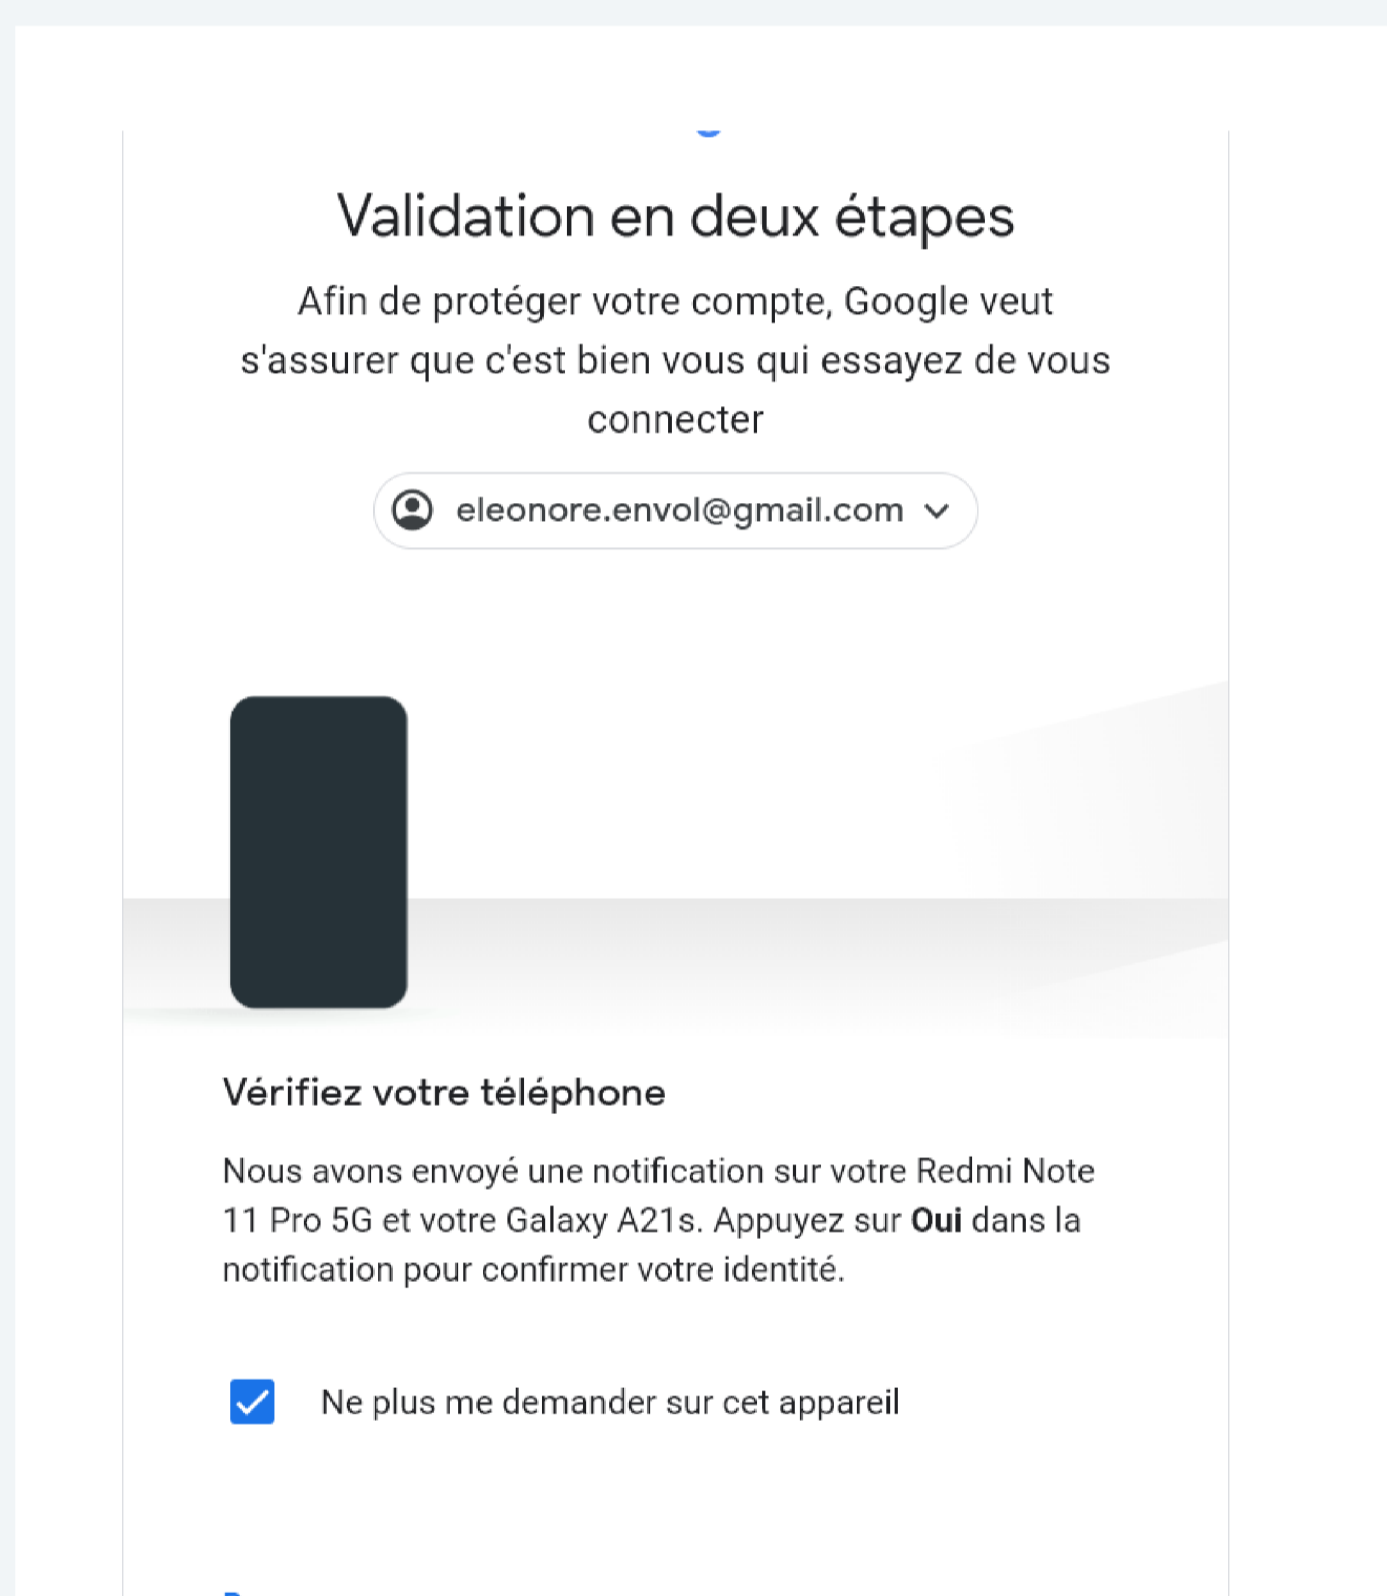 Validation en deux étapes
Afin de protéger votre compte, Google veut
s'assurer que c'est bien vous qui essayez de vous
connecter
eleonore.envol@gmail.com
Vérifiez votre téléphone
Nous avons envoyé une notification sur votre Redmi Note
11 Pro 5G et votre Galaxy A21s. Appuyez sur Oui dans la
notification pour confirmer votre identité.
Ne plus me demander sur cet appareil